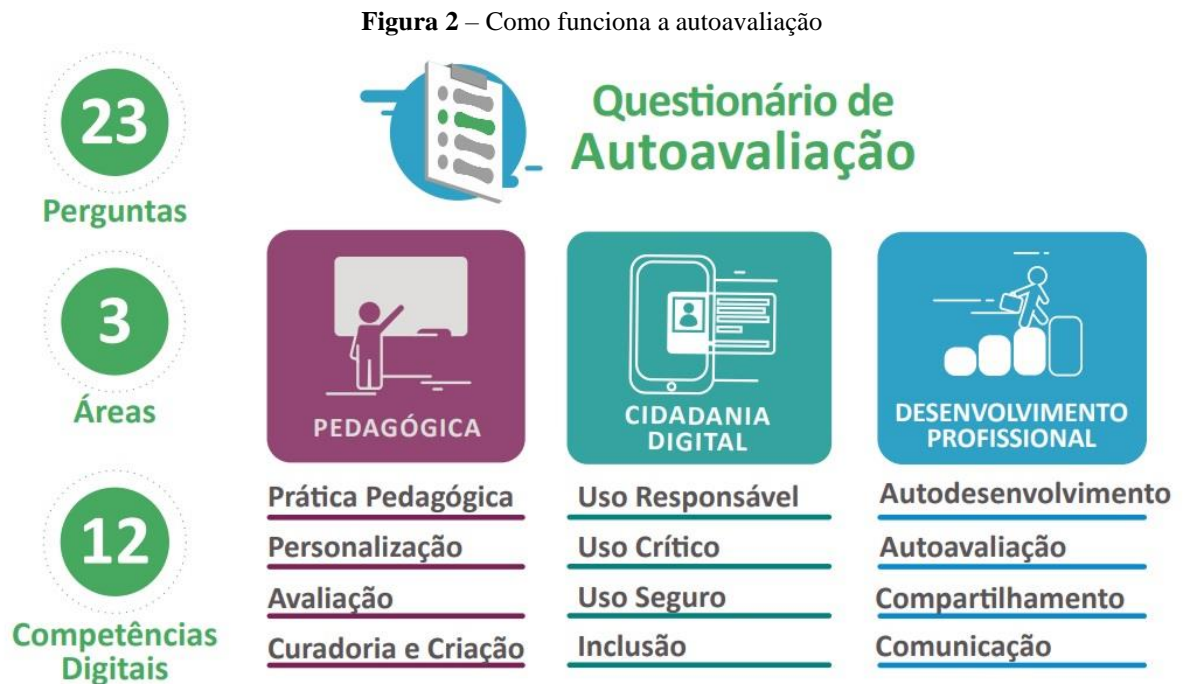 Figura 2 – Como funciona a autoavaliação
23
Perguntas
3
Áreas
12
Competências
Digitais
Questionário de
Autoavaliação
PEDAGÓGICA
Prática Pedagógica
Personalização
Avaliação
Curadoria e Criação
CIDADANIA
DIGITAL
Uso Responsável
Uso Crítico
Uso Seguro
Inclusão
DESENVOLVIMENTO
PROFISSIONAL
Autodesenvolvimento
Autoavaliação
Compartilhamento
Comunicação